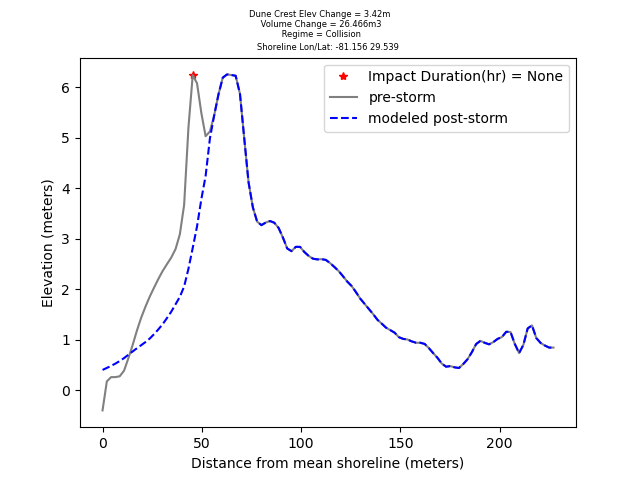 Dune Crest Elev Change = 3.42m
Volume Change = 26.466m3
Regime = Collision
Shoreline Lon/Lat: -81.156 29.539
Impact Duration(hr) = None
pre-storm
modeled post-storm
6
5
4
3
2
1
0
Elevation (meters)
0 50 100 150 200
Distance from mean shoreline (meters)